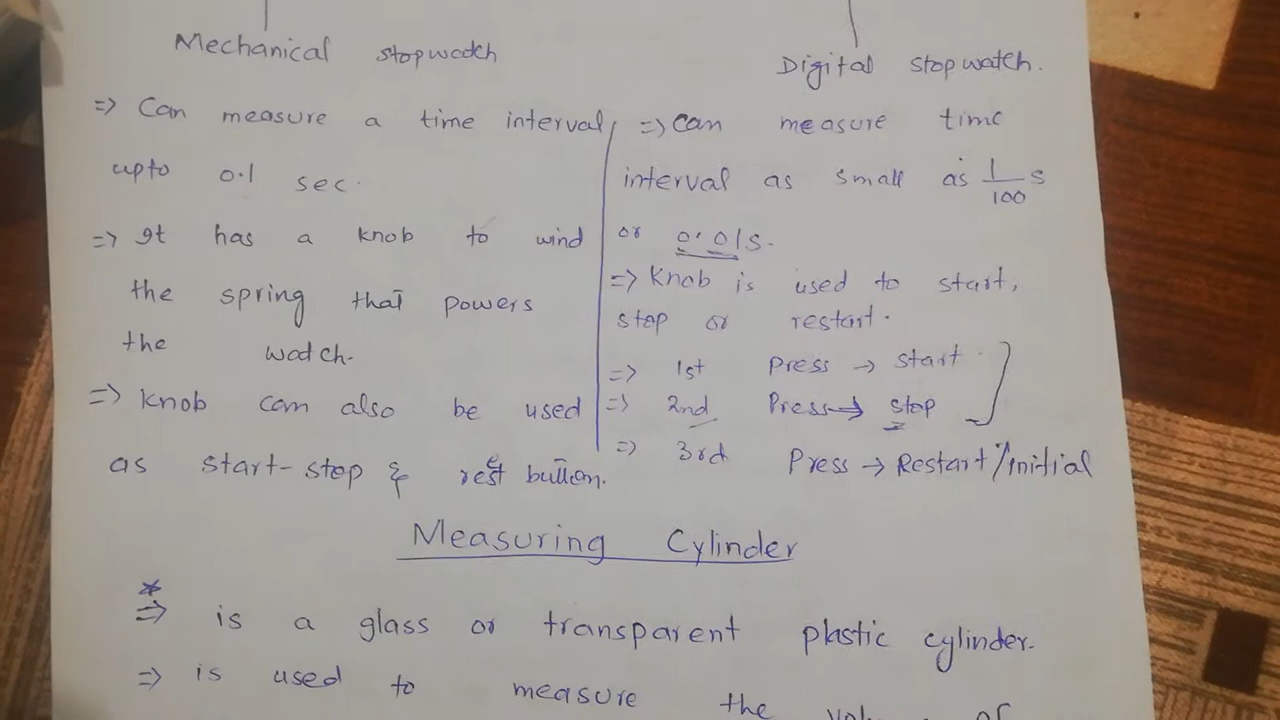 Mechanical stopwatch
=> Can measure a time interval
upto 0.1 sec.
=> It has a knob to wind
the spring that powers
the watch.
=> knob can also be used
as start-stop & reset button.
Digital stopwatch.
=> can measure time
interval as small as 1/100 s
or 0.01s.
=> Knob is used to start,
stop or restart.
=> 1st Press → start
=> 2nd Press → stop
=> 3rd Press → Restart/initial
Measuring Cylinder
*
=> is a glass or transparent plastic cylinder.
=> is used to measure the of